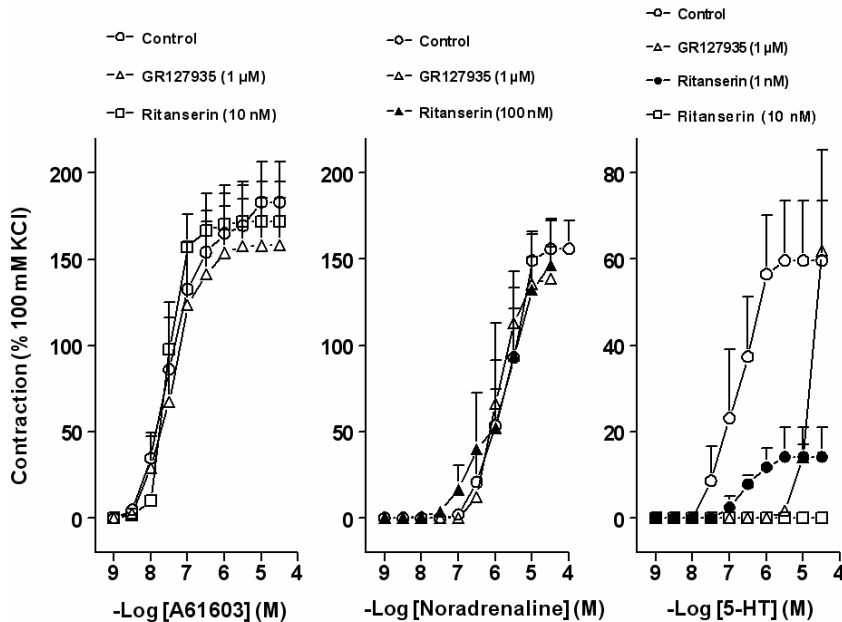 Control
GR127935 (1 µM)
Ritanserin (10 nM)
Control
GR127935 (1 µM)
Ritanserin (100 nM)
Control
GR127935 (1 µM)
Ritanserin (1 nM)
Ritanserin (10 nM)
Contraction (% 100 mM KCl)
200
150
100
50
0
9 8 7 6 5 4
-Log [A61603] (M)
200
150
100
50
0
9 8 7 6 5 4
-Log [Noradrenaline] (M)
80
60
40
20
0
9 8 7 6 5 4
-Log [5-HT] (M)